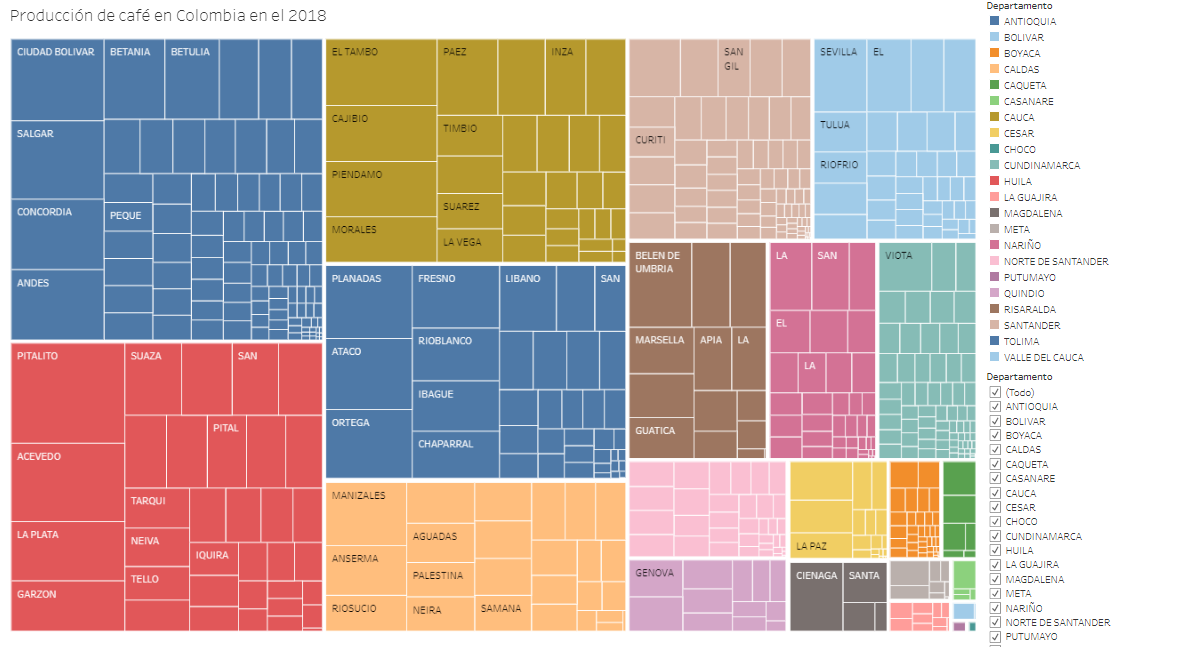 Producción de café en Colombia en el 2018
CIUDAD BOLIVAR
BETANIA
BETULIA
SALGAR
CONCORDIA
PEQUE
ANDES
EL TAMBO
PAEZ
INZA
CAJIBIO
TIMBIO
PIENDAMO
SUAREZ
MORALES
LA VEGA
SAN
GIL
CURITI
SEVILLA
EL
TULUA
RIOFRIO
PLANADAS
FRESNO
LIBANO
SAN
ATACO
RIOBLANCO
IBAGUE
ORTEGA
CHAPARRAL
BELEN DE
UMBRIA
MARSELLA
APIA
LA
GUATICA
LA
SAN
EL
LA
VIOTA
PITALITO
SUAZA
SAN
PITAL
ACEVEDO
TARQUI
LA PLATA
NEIVA
IQUIRA
TELLO
GARZON
MANIZALES
AGUADAS
ANSERMA
PALESTINA
RIOSUCIO
NEIRA
SAMANA
LA PAZ
GENOVA
CIENAGA
SANTA
Departamento
ANTIOQUIA
BOLIVAR
BOYACA
CALDAS
CAQUETA
CASANARE
CAUCA
CESAR
CHOCO
CUNDINAMARCA
HUILA
LA GUAJIRA
MAGDALENA
META
NARIÑO
NORTE DE SANTANDER
PUTUMAYO
QUINDIO
RISARALDA
SANTANDER
TOLIMA
VALLE DEL CAUCA
Departamento
(Todo)
ANTIOQUIA
BOLIVAR
BOYACA
CALDAS
CAQUETA
CASANARE
CAUCA
CESAR
CHOCO
CUNDINAMARCA
HUILA
LA GUAJIRA
MAGDALENA
META
NARIÑO
NORTE DE SANTANDER
PUTUMAYO